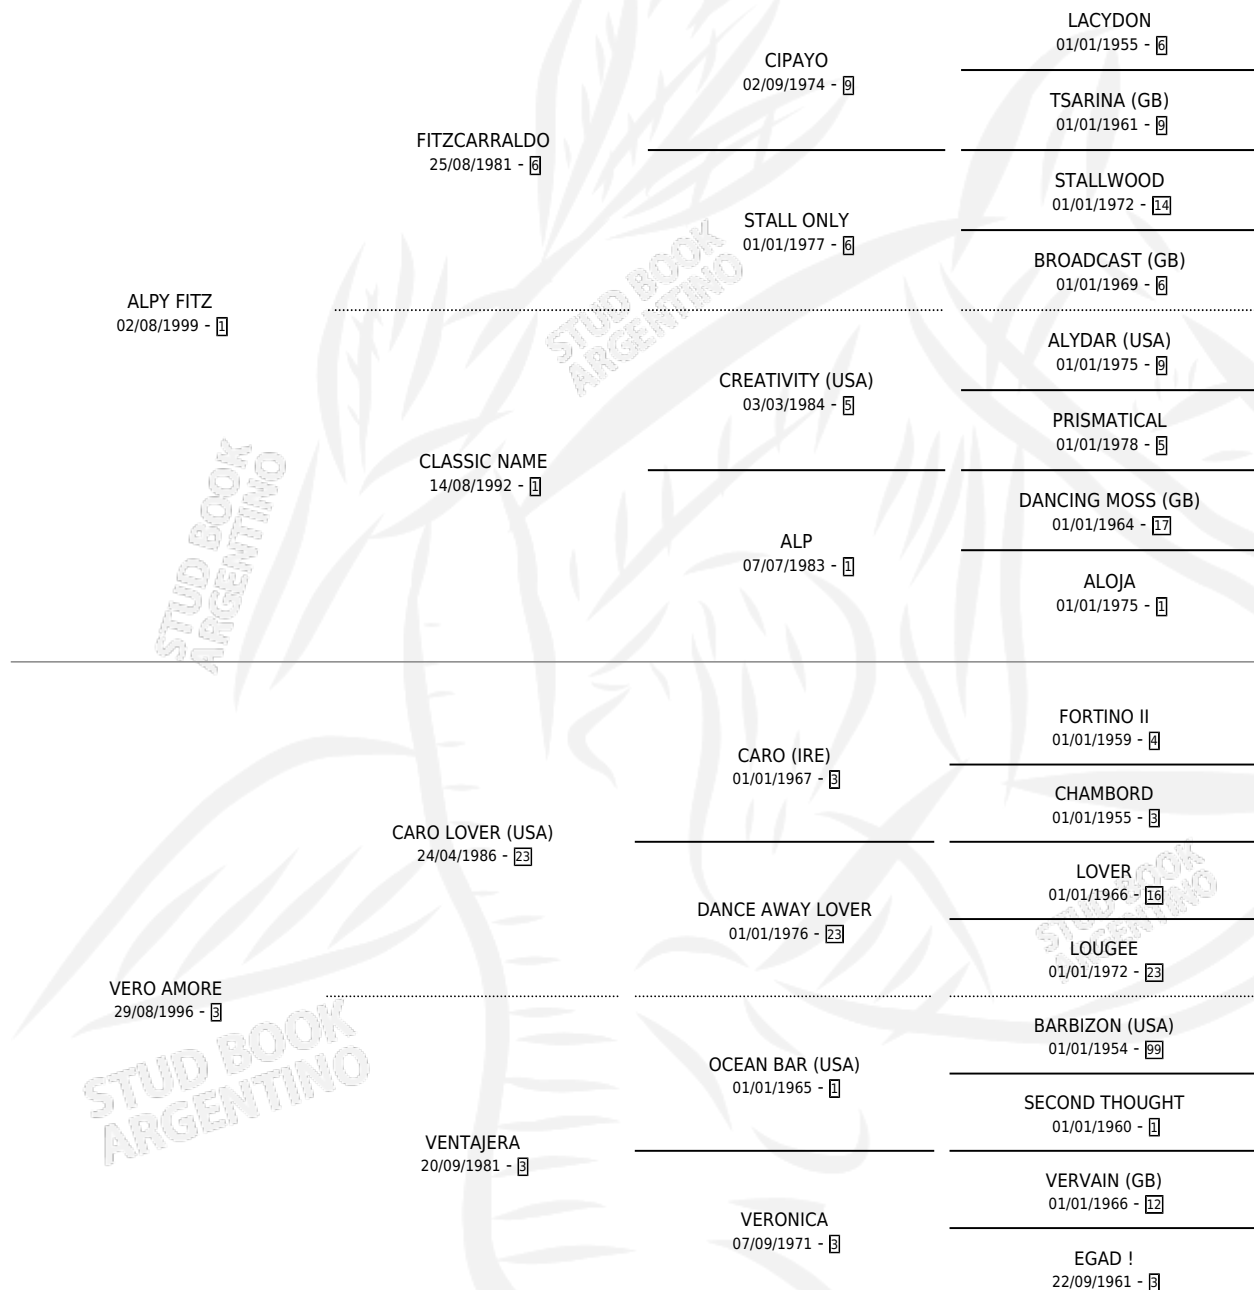 LACYDON
01/01/1955 - 6
CIPAYO
02/09/1974 - 9
TSARINA (GB)
01/01/1961 - 9
FITZCARRALDO
25/08/1981 - 6
STALLWOOD
01/01/1972 - 14
STALL ONLY
01/01/1977 - 6
BROADCAST (GB)
01/01/1969 - 6
ALPY FITZ
02/08/1999 - 1
ALYDAR (USA)
01/01/1975 - 9
CREATIVITY (USA)
03/03/1984 - 5
PRISMATICAL
01/01/1978 - 5
CLASSIC NAME
14/08/1992 - 1
DANCING MOSS (GB)
01/01/1964 - 17
ALP
07/07/1983 - 1
ALOJA
01/01/1975 - 1
FORTINO II
01/01/1959 - 4
CARO (IRE)
01/01/1967 - 3
CHAMBORD
01/01/1955 - 3
CARO LOVER (USA)
24/04/1986 - 23
LOVER
01/01/1966 - 16
DANCE AWAY LOVER
01/01/1976 - 23
LOUGEE
01/01/1972 - 23
VERO AMORE
29/08/1996 - 3
BARBIZON (USA)
01/01/1954 - 99
OCEAN BAR (USA)
01/01/1965 - 1
SECOND THOUGHT
01/01/1960 - 1
VENTAJERA
20/09/1981 - 3
VERVAIN (GB)
01/01/1966 - 12
VERONICA
07/09/1971 - 3
EGAD !
22/09/1961 - 3
STUD BOOK
ARGENTINO
STUD BOOK
ARGENTINO
STUD BOOK
ARGENTINO
STUD BOOK
ARGENTINO